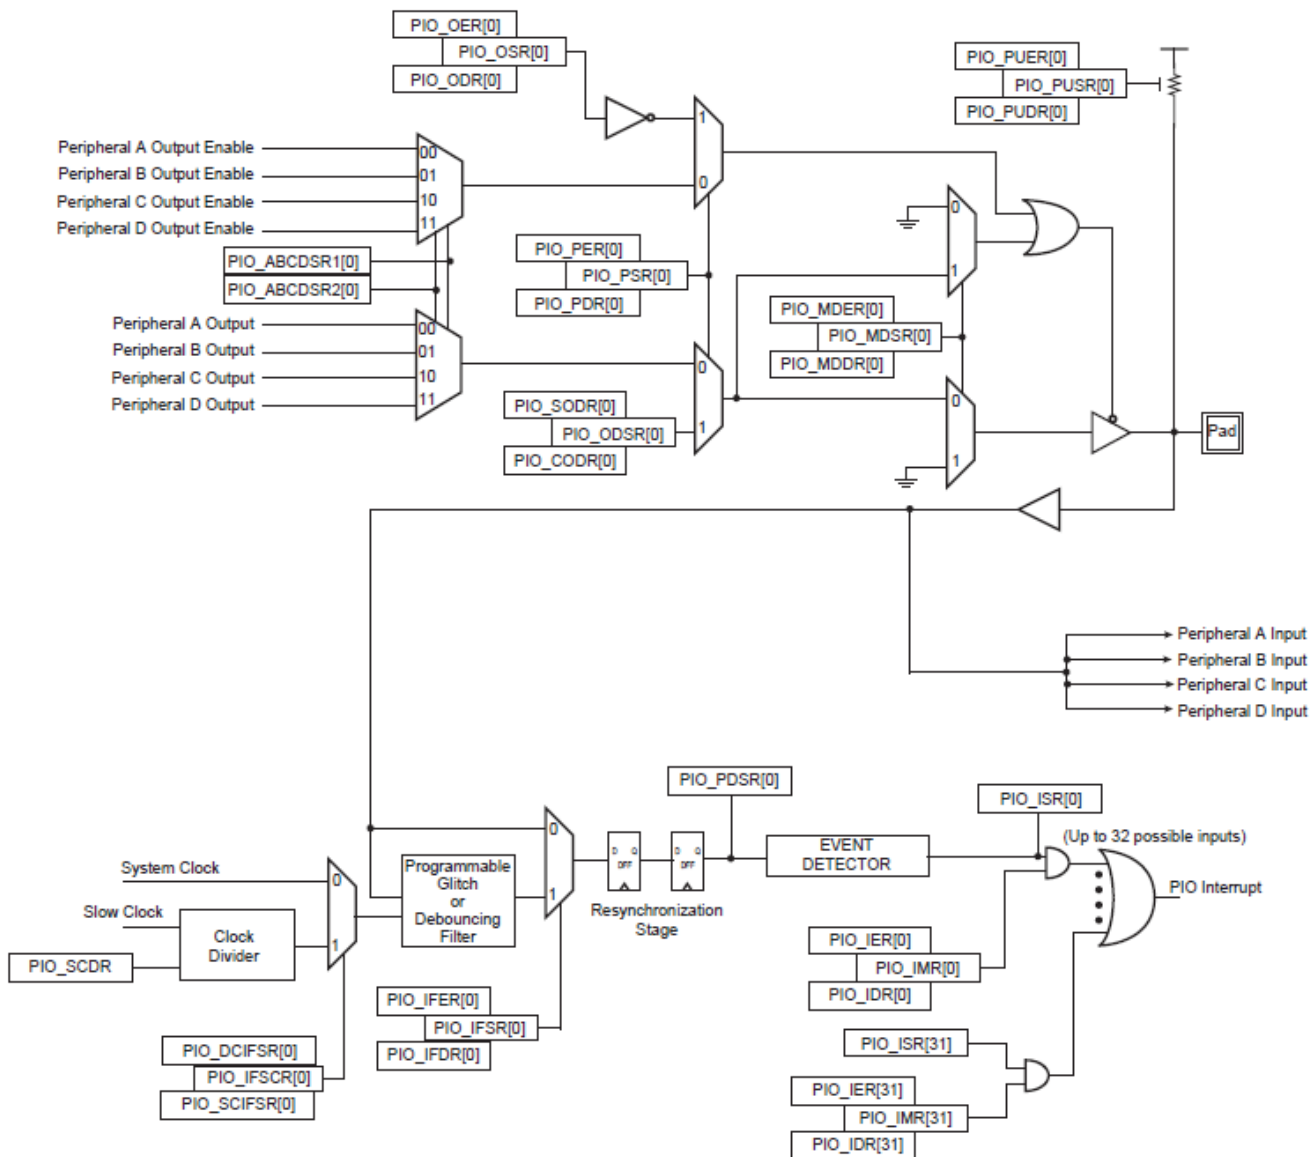 PIO_OER[0]
PIO_OSR[0]
PIO_ODR[0]
PIO_PUER[0]
PIO_PUSR[0]
PIO_PUDR[0]
1
0
Peripheral A Output Enable
Peripheral B Output Enable
Peripheral C Output Enable
Peripheral D Output Enable
00
01
10
11
0
1
PIO_ABCDSR1[0]
PIO_ABCDSR2[0]
PIO_PER[0]
PIO_PSR[0]
PIO_PDR[0]
PIO_MDER[0]
PIO_MDSR[0]
PIO_MDDR[0]
Peripheral A Output
Peripheral B Output
Peripheral C Output
Peripheral D Output
00
01
10
11
0
1
PIO_SODR[0]
PIO_ODSR[0]
PIO_CODR[0]
0
1
Pad
Peripheral A Input
Peripheral B Input
Peripheral C Input
Peripheral D Input
PIO_PDSR[0]
PIO_ISR[0]
(Up to 32 possible inputs)
0
1
D Q
DFF
D Q
DFF
EVENT
DETECTOR
PIO Interrupt
System Clock
Slow Clock
0
1
Programmable
Glitch
or
Debouncing
Filter
Resynchronization
Stage
Clock
Divider
PIO_SCDR
PIO_IER[0]
PIO_IMR[0]
PIO_IDR[0]
PIO_IFER[0]
PIO_IFSR[0]
PIO_IFDR[0]
PIO_DCIFSR[0]
PIO_IFSCR[0]
PIO_SCIFSR[0]
PIO_ISR[31]
PIO_IER[31]
PIO_IMR[31]
PIO_IDR[31]